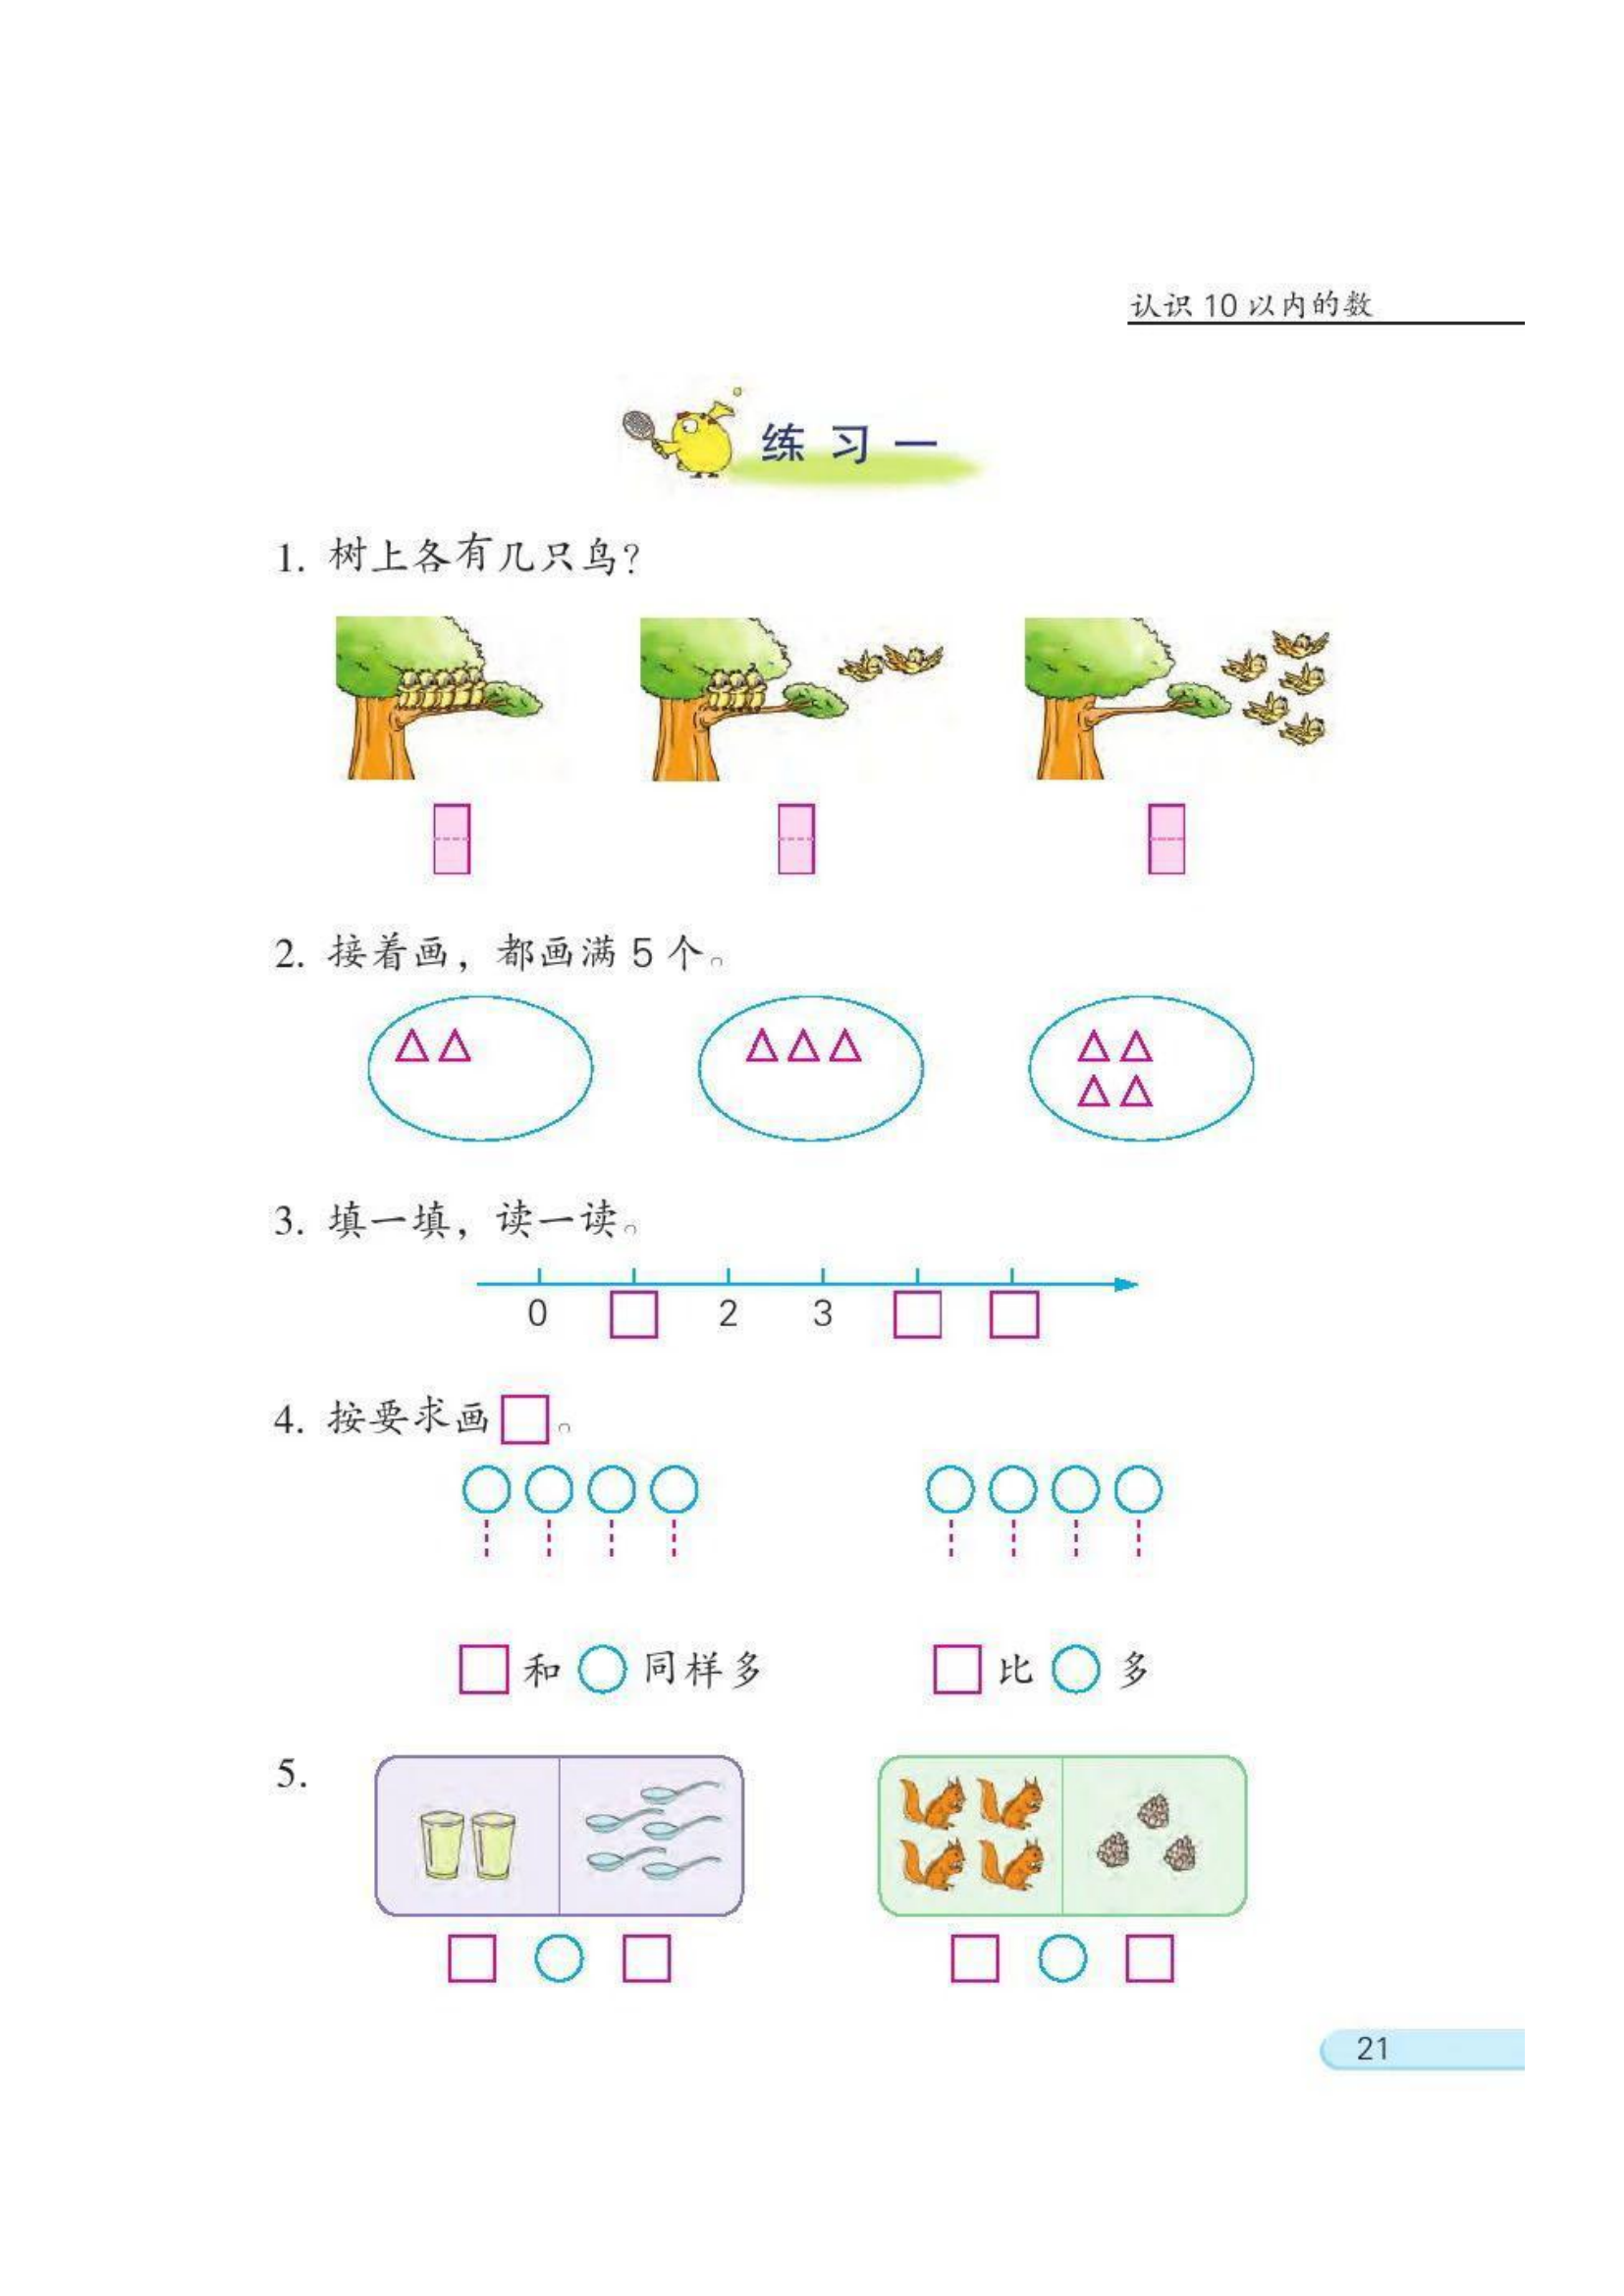 认识 10 以内的数
练习一
1. 树上各有几只鸟?
2. 接着画，都画满 5 个。
3. 填一填，读一读。
0 2 3
4. 按要求画□。
□和○同样多 □比○多
5.
21